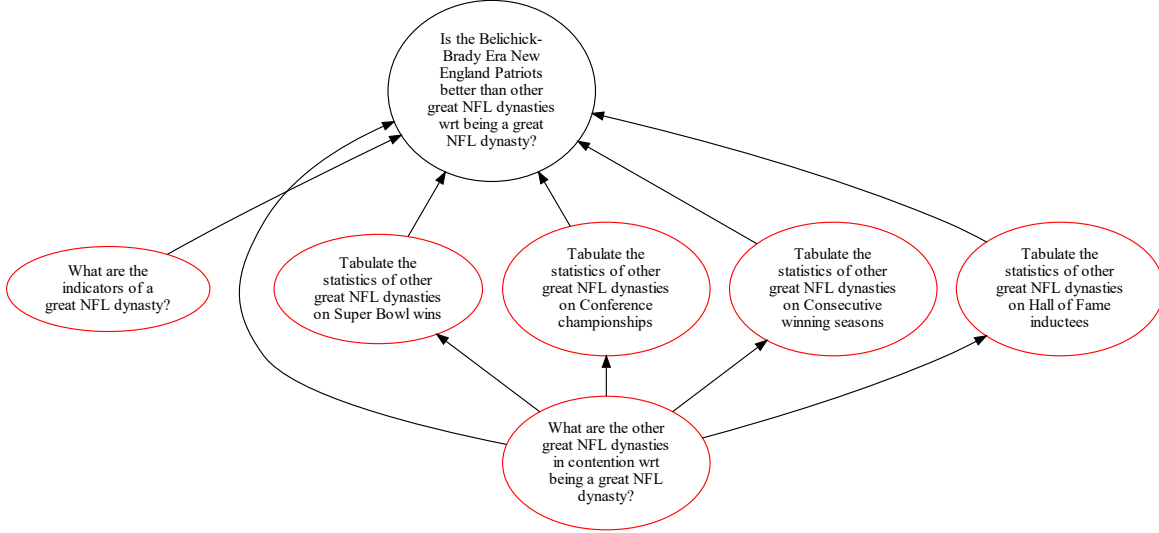 Is the Belichick-
Brady Era New
England Patriots
better than other
great NFL dynasties
wrt being a great
NFL dynasty?
What are the
indicators of a
great NFL dynasty?
Tabulate the
statistics of other
great NFL dynasties
on Super Bowl wins
Tabulate the
statistics of other
great NFL dynasties
on Conference
championships
Tabulate the
statistics of other
great NFL dynasties
on Consecutive
winning seasons
Tabulate the
statistics of other
great NFL dynasties
on Hall of Fame
inductees
What are the other
great NFL dynasties
in contention wrt
being a great NFL
dynasty?